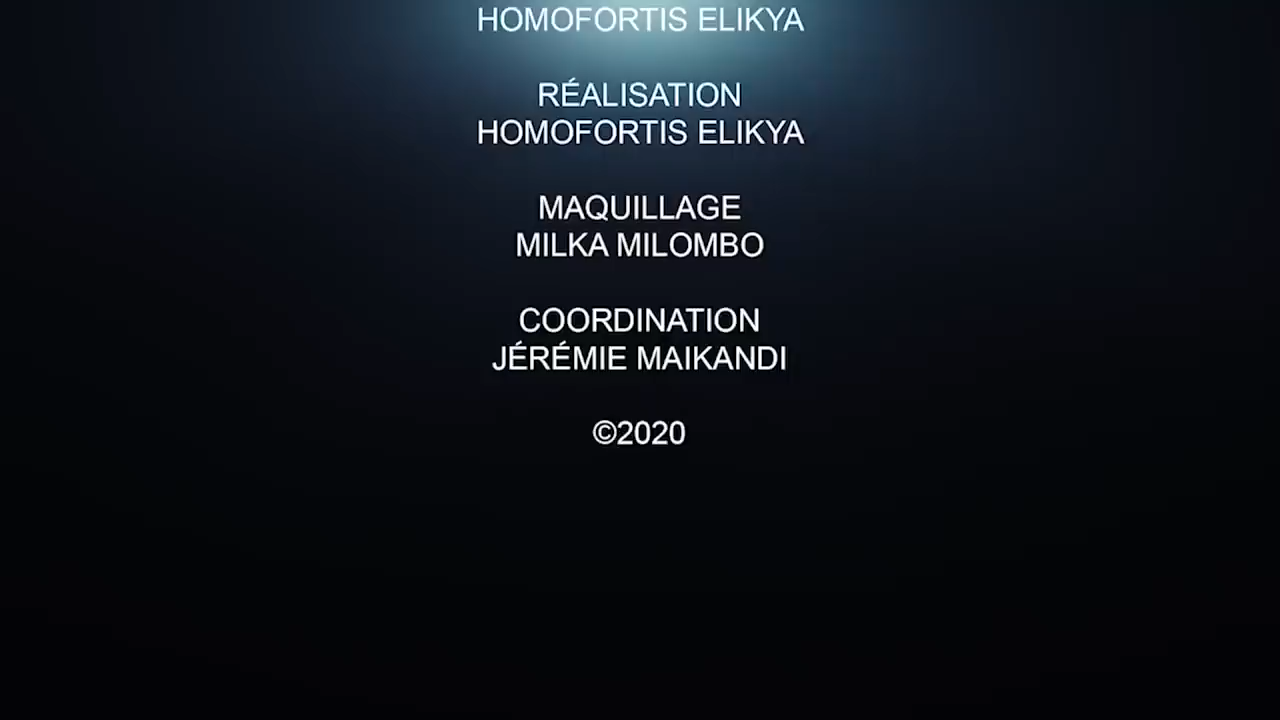 HOMOFORTIS ELIKYA
RÉALISATION
HOMOFORTIS ELIKYA
MAQUILLAGE
MILKA MILOMBO
COORDINATION
JÉRÉMIE MAIKANDI
©2020